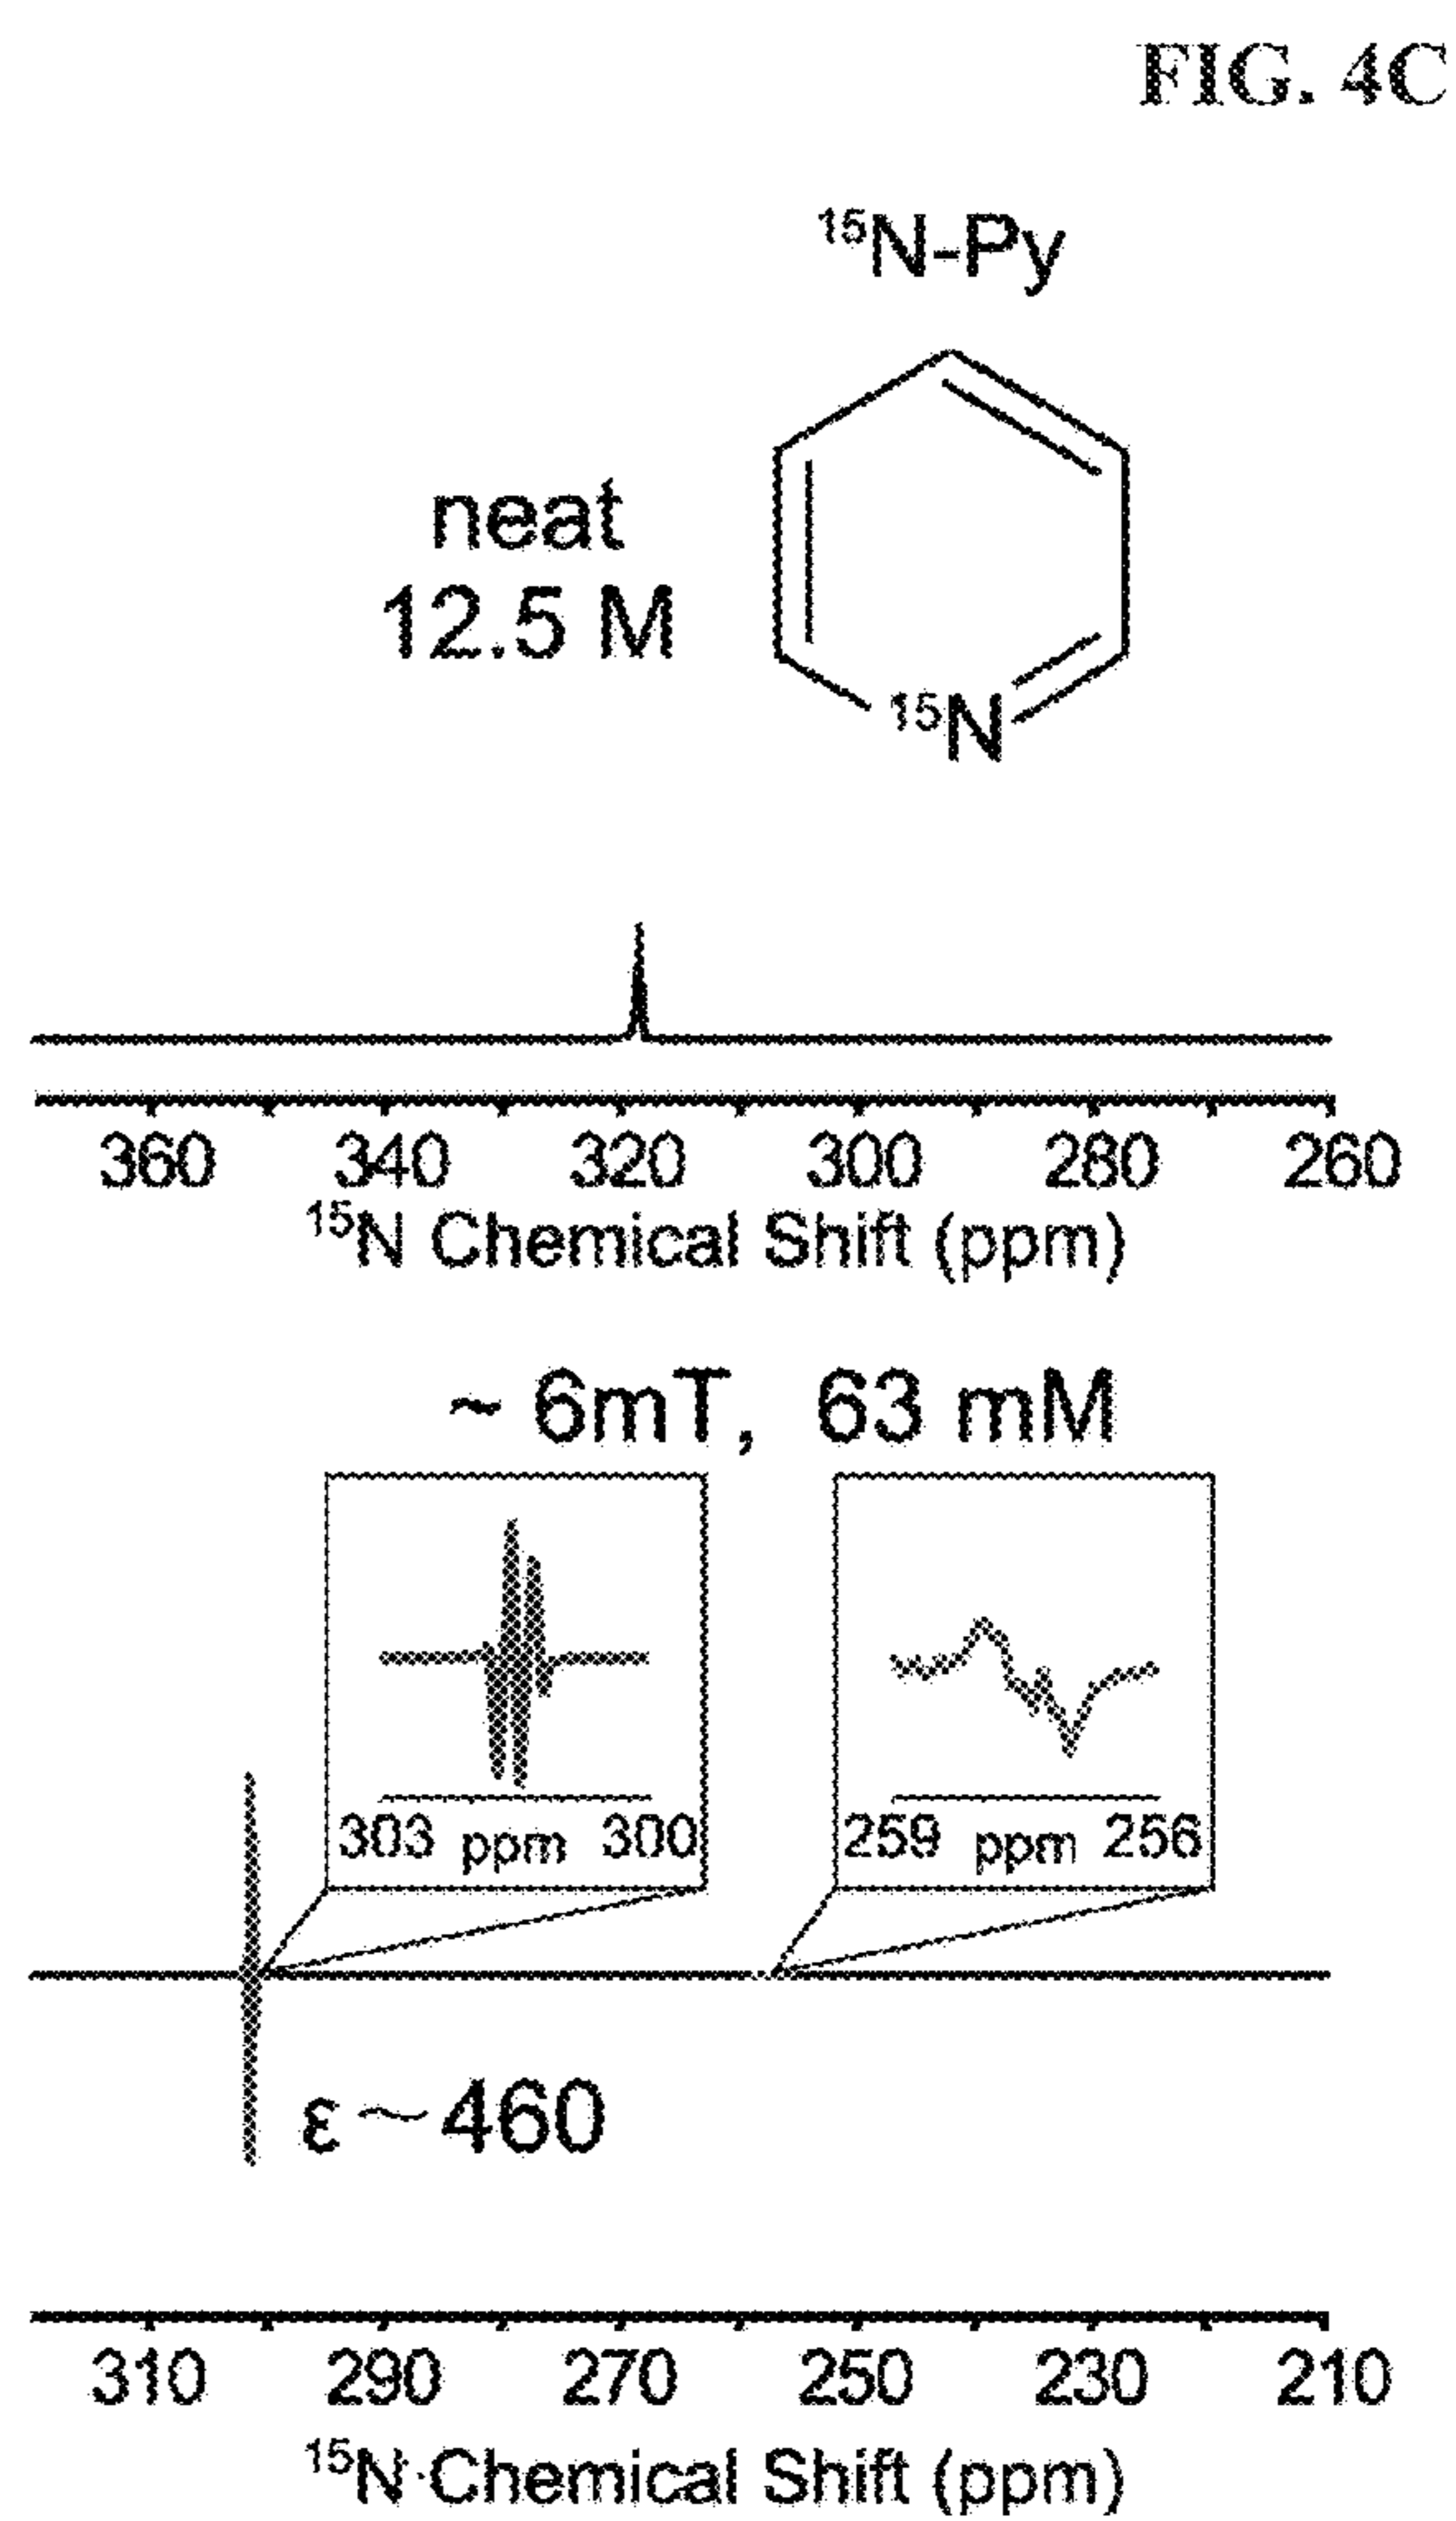 FIG. 4C
¹⁵N-Py
neat
12.5 M
¹⁵N
360 340 320 300 280 260
¹⁵N Chemical Shift (ppm)
~ 6mT, 63 mM
303 ppm 300
259 ppm 256
ε~460
310 290 270 250 230 210
¹⁵N Chemical Shift (ppm)